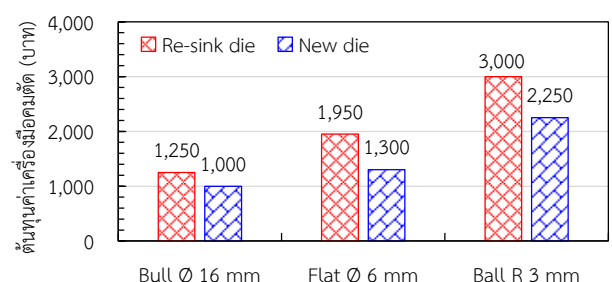 ต้นทุนค่าเครื่องมือคมตัด (บาท)
4,000
3,000
2,000
1,000
0
Re-sink die
New die
1,250
1,000
1,950
1,300
3,000
2,250
Bull Ø 16 mm
Flat Ø 6 mm
Ball R 3 mm